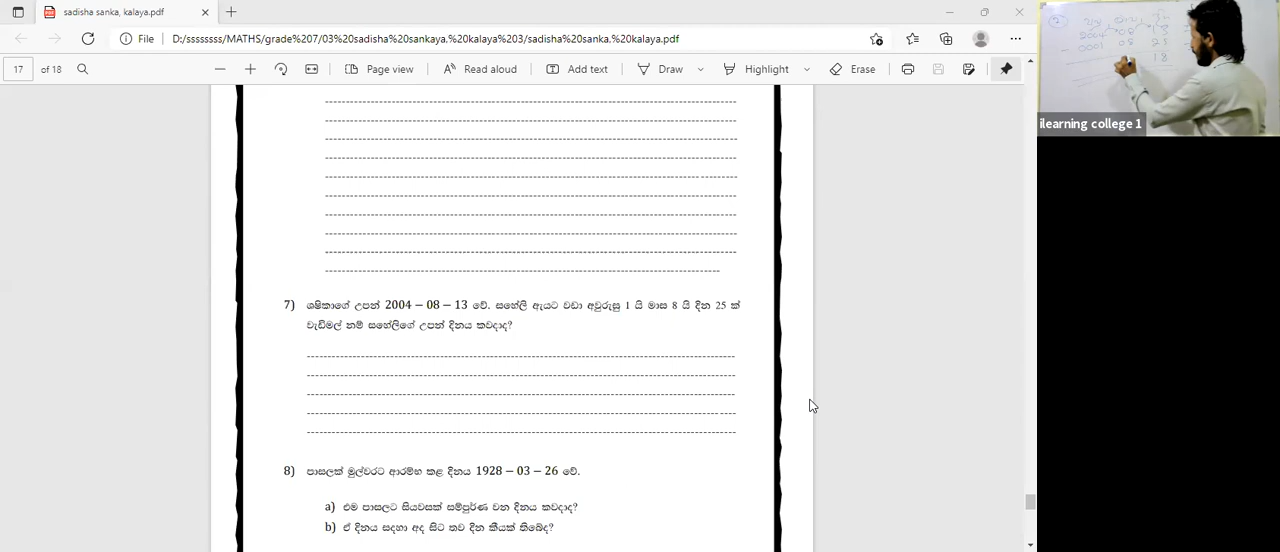 sadisha sanka, kalaya.pdf
File D:/ssssssss/MATHS/grade%207/03%20sadisha%20sankaya.%20kalaya%203/sadisha%20sanka.%20kalaya.pdf
17 of 18 Page view Read aloud Add text Draw Highlight Erase
ilearning college 1
7) ශෂිකාගේ උපන් 2004 – 08 – 13 වේ. සහේලි ඇයට වඩා අවුරුසු 1 යි මාස 8 යි දින 25 ක්
වැඩිමල් නම් සහේලිගේ උපන් දිනය කවදාද?
8) පාසලක් මුල්වරට ආරම්භ කළ දිනය 1928 – 03 – 26 වේ.
a) එම පාසලට සියවසක් සම්පූර්ණ වන දිනය කවදාද?
b) ඒ දිනය සදහා අද සිට තව දින කීයක් තිබේද?